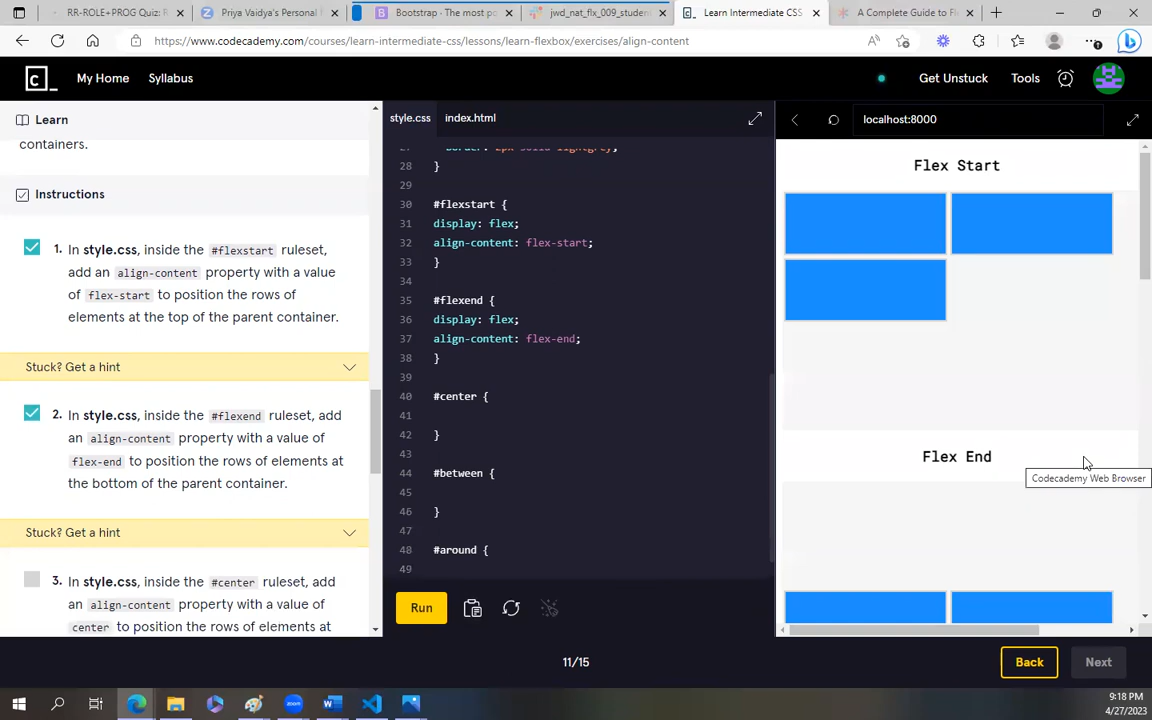 RR-ROLE+PROG Quiz: R
Priya Vaidya's Personal
Bootstrap - The most po
jwd_nat_flx_009_studen
Learn Intermediate CSS
A Complete Guide to Fl
https://www.codecademy.com/courses/learn-intermediate-css/lessons/learn-flexbox/exercises/align-content
c_
My Home
Syllabus
Get Unstuck
Tools
Learn
containers.
Instructions
1. In style.css, inside the #flexstart ruleset,
add an align-content property with a value
of flex-start to position the rows of
elements at the top of the parent container.
Stuck? Get a hint
2. In style.css, inside the #flexend ruleset, add
an align-content property with a value of
flex-end to position the rows of elements at
the bottom of the parent container.
Stuck? Get a hint
3. In style.css, inside the #center ruleset, add
an align-content property with a value of
center to position the rows of elements at
style.css
index.html
27 border: 2px solid lightgrey;
28 }
29
30 #flexstart {
31 display: flex;
32 align-content: flex-start;
33 }
34
35 #flexend {
36 display: flex;
37 align-content: flex-end;
38 }
39
40 #center {
41
42 }
43
44 #between {
45
46 }
47
48 #around {
49
Run
localhost:8000
Flex Start
Flex End
Codecademy Web Browser
11/15
Back
Next
9:18 PM
4/27/2023